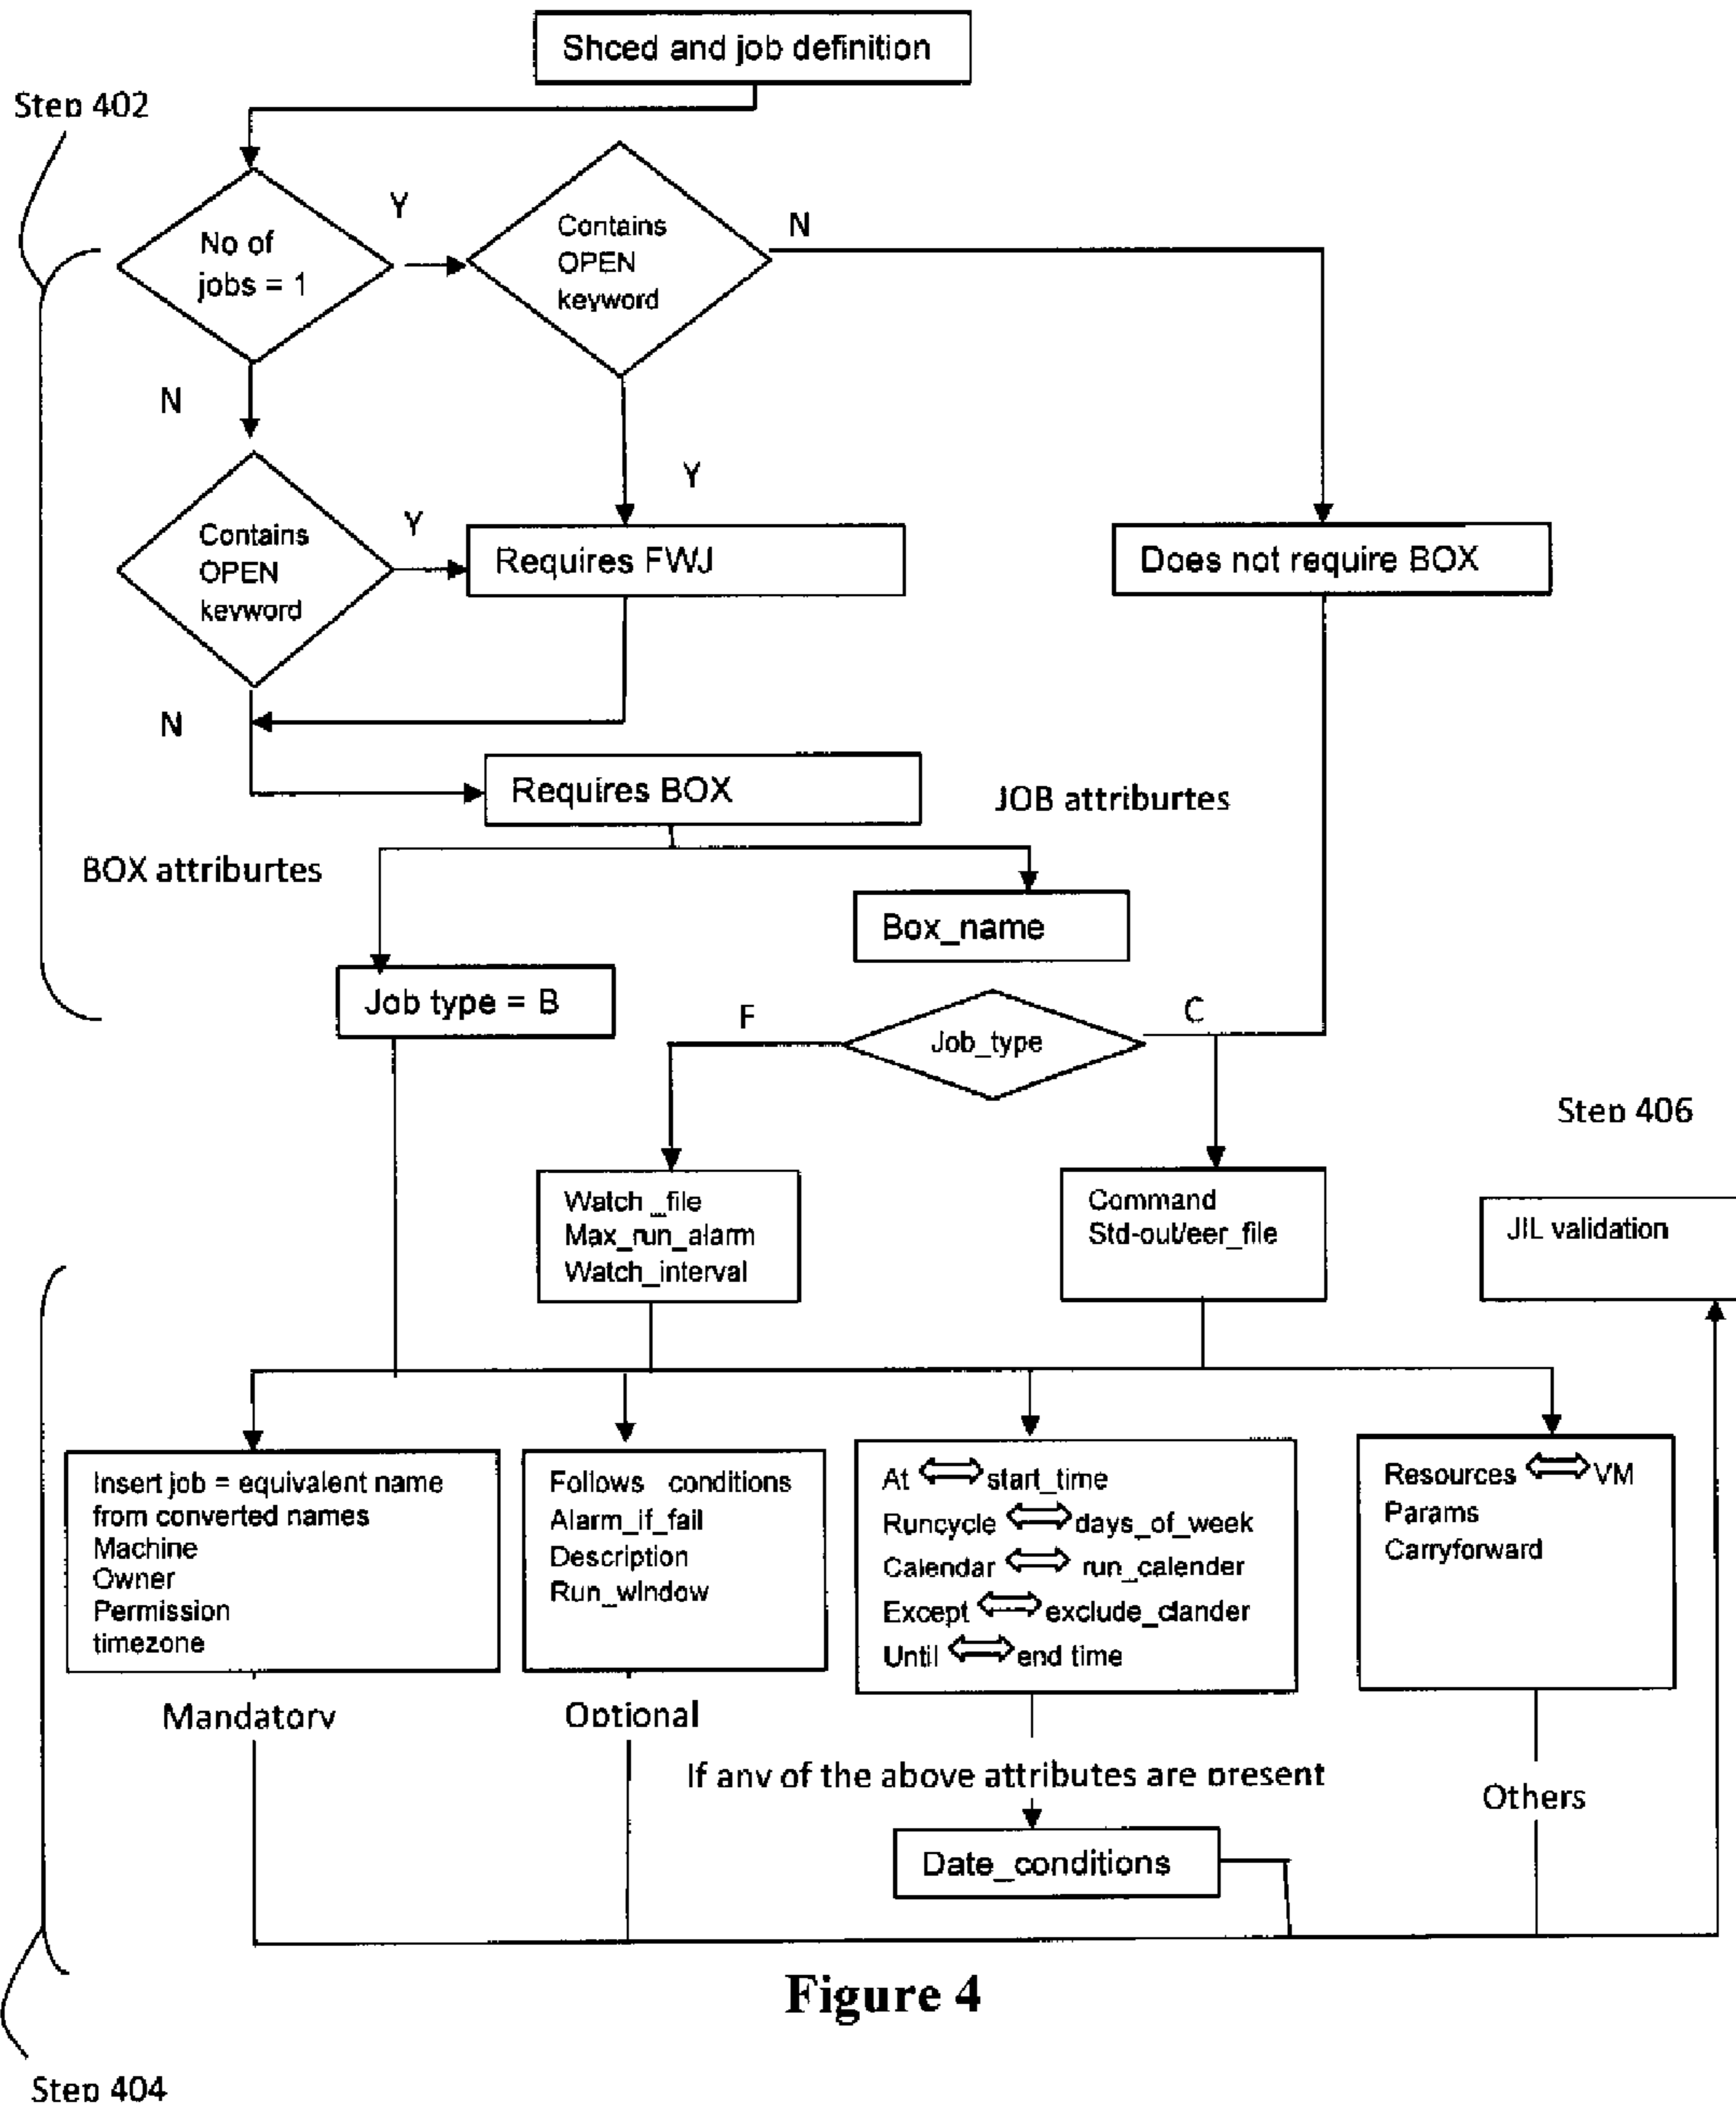 Shced and job definition
Step 402
No of
jobs = 1
Y
Contains
OPEN
keyword
N
N
Y
Contains
OPEN
keyword
Y
Requires FWJ
Does not require BOX
N
Requires BOX
JOB attriburtes
BOX attriburtes
Box_name
Job type = B
F
Job_type
C
Step 406
Watch_file
Max_run_alarm
Watch_interval
Command
Std-out/eer_file
JIL validation
Insert job = equivalent name
from converted names
Machine
Owner
Permission
timezone
Follows conditions
Alarm_if_fail
Description
Run_window
At ⇔ start_time
Runcycle ⇔ days_of_week
Calendar ⇔ run_calender
Except ⇔ exclude_clander
Until ⇔ end time
Resources ⇔ VM
Params
Carryforward
Mandatory
Optional
If any of the above attributes are present
Others
Date_conditions
Figure 4
Step 404